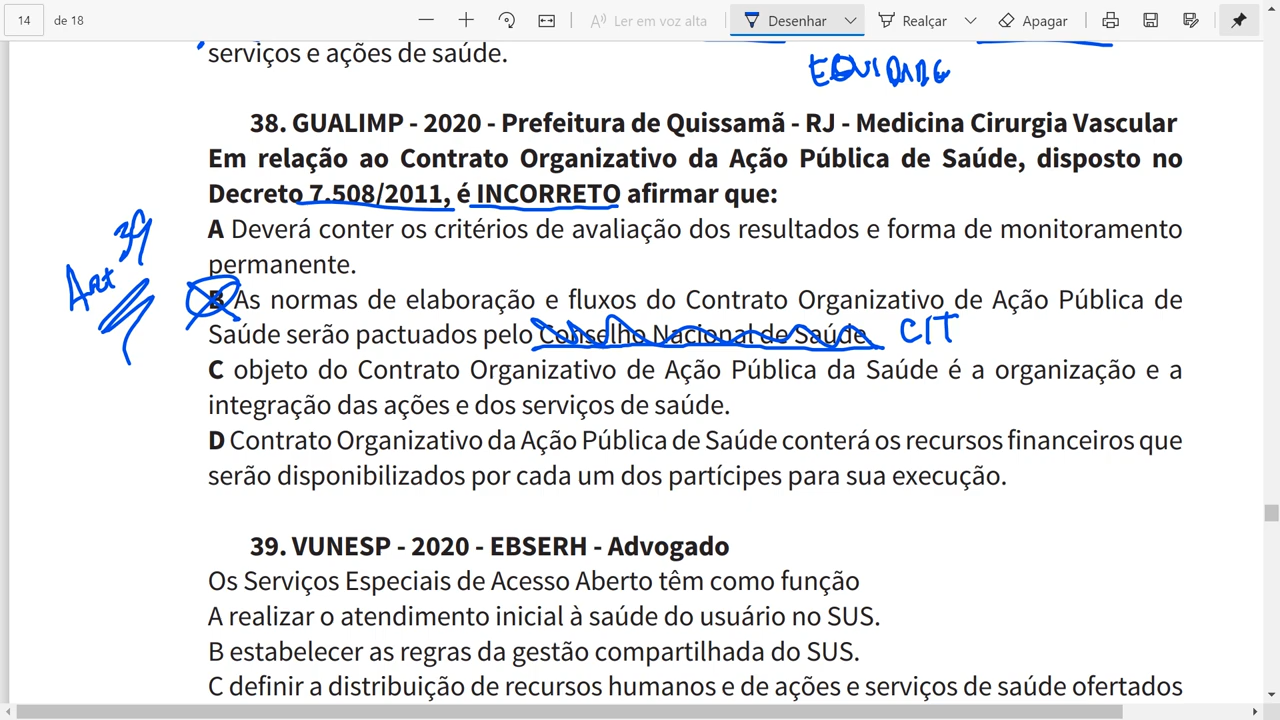 14 de 18 Ler em voz alta Desenhar Realçar Apagar
serviços e ações de saúde.
EQUIDADE
38. GUALIMP - 2020 - Prefeitura de Quissamã - RJ - Medicina Cirurgia Vascular
Em relação ao Contrato Organizativo da Ação Pública de Saúde, disposto no
Decreto 7.508/2011, é INCORRETO afirmar que:
A Deverá conter os critérios de avaliação dos resultados e forma de monitoramento
permanente.
Art 39
B As normas de elaboração e fluxos do Contrato Organizativo de Ação Pública de
Saúde serão pactuados pelo Conselho Nacional de Saúde. CIT
C objeto do Contrato Organizativo de Ação Pública da Saúde é a organização e a
integração das ações e dos serviços de saúde.
D Contrato Organizativo da Ação Pública de Saúde conterá os recursos financeiros que
serão disponibilizados por cada um dos partícipes para sua execução.
39. VUNESP - 2020 - EBSERH - Advogado
Os Serviços Especiais de Acesso Aberto têm como função
A realizar o atendimento inicial à saúde do usuário no SUS.
B estabelecer as regras da gestão compartilhada do SUS.
C definir a distribuição de recursos humanos e de ações e serviços de saúde ofertados